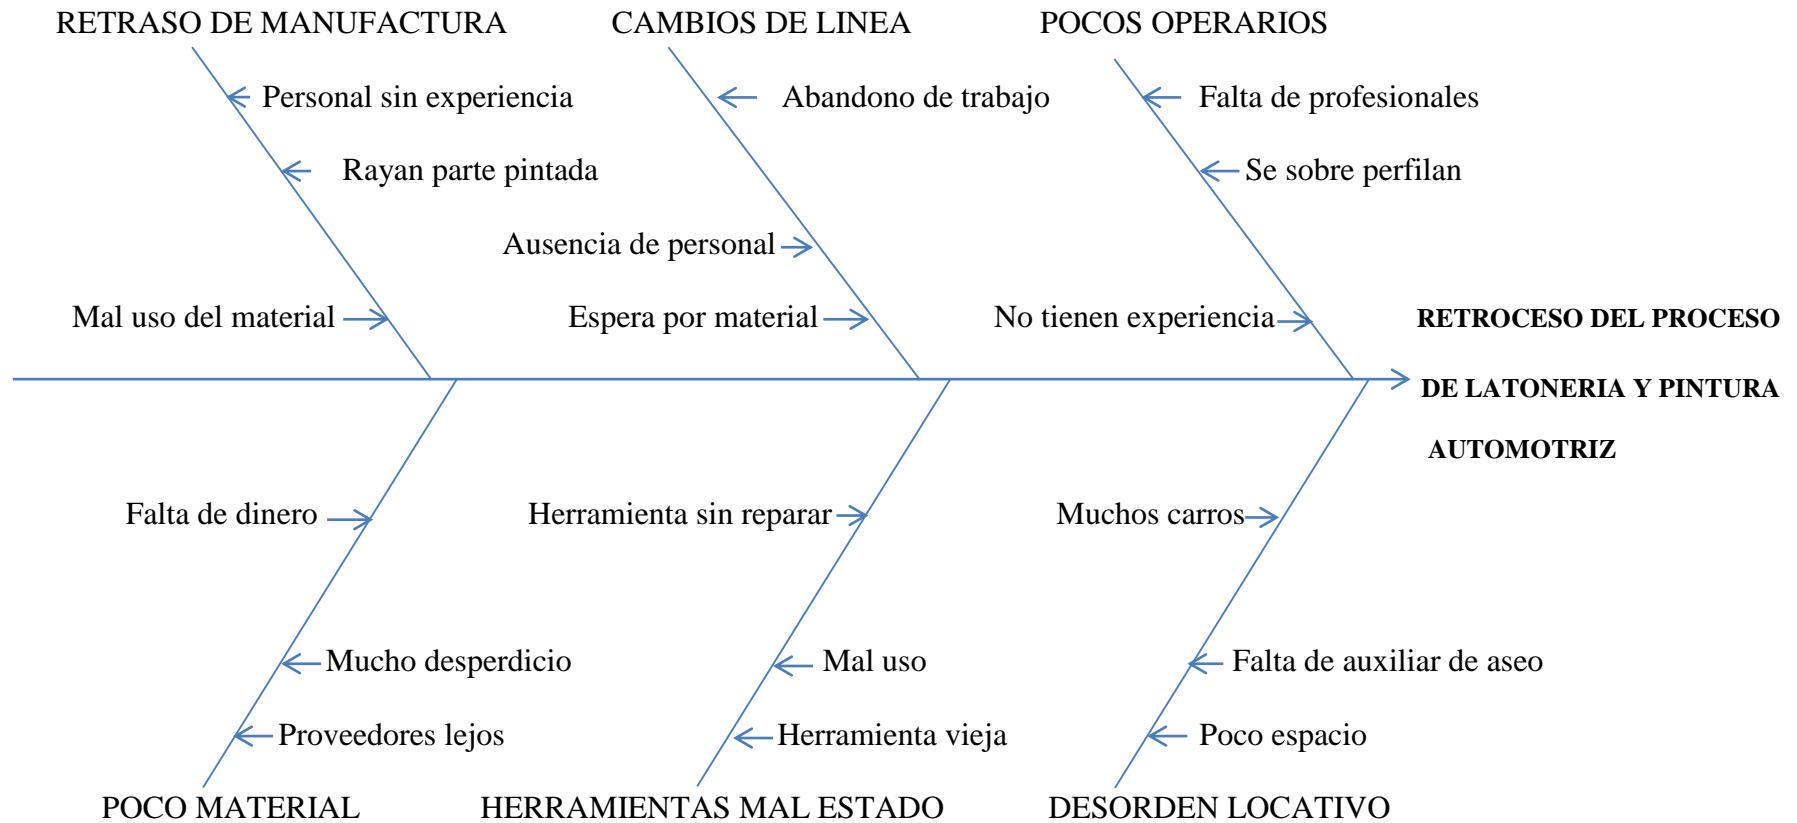 RETRASO DE MANUFACTURA
CAMBIOS DE LINEA
POCOS OPERARIOS
Personal sin experiencia
Abandono de trabajo
Falta de profesionales
Rayan parte pintada
Se sobre perfilan
Ausencia de personal
Mal uso del material
Espera por material
No tienen experiencia
RETROCESO DEL PROCESO
DE LATONERIA Y PINTURA
AUTOMOTRIZ
Falta de dinero
Herramienta sin reparar
Muchos carros
Mucho desperdicio
Mal uso
Falta de auxiliar de aseo
Proveedores lejos
Herramienta vieja
Poco espacio
POCO MATERIAL
HERRAMIENTAS MAL ESTADO
DESORDEN LOCATIVO